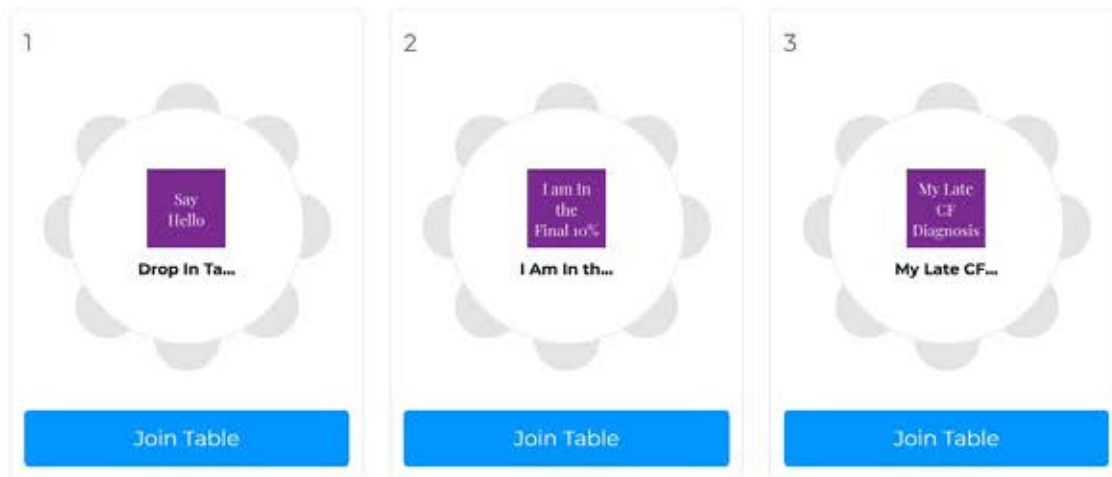 1
2
3
Say
Hello
Drop In Ta...
I am In
the
Final 10%
I Am In th...
My Late
CF
Diagnosis
My Late CF...
Join Table
Join Table
Join Table